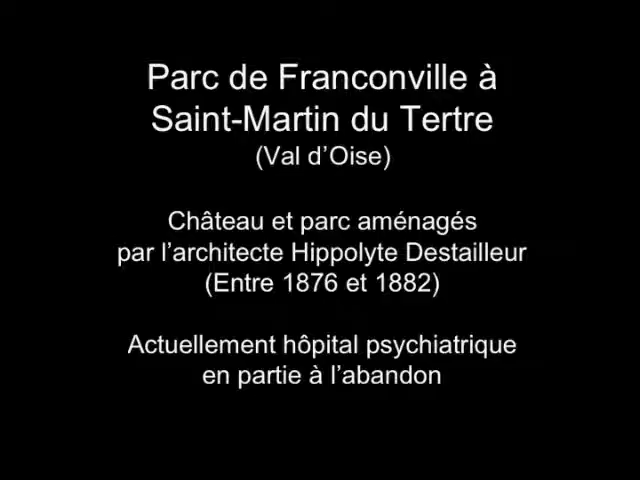 Parc de Franconville à
Saint-Martin du Tertre
(Val d’Oise)
Château et parc aménagés
par l’architecte Hippolyte Destailleur
(Entre 1876 et 1882)
Actuellement hôpital psychiatrique
en partie à l’abandon